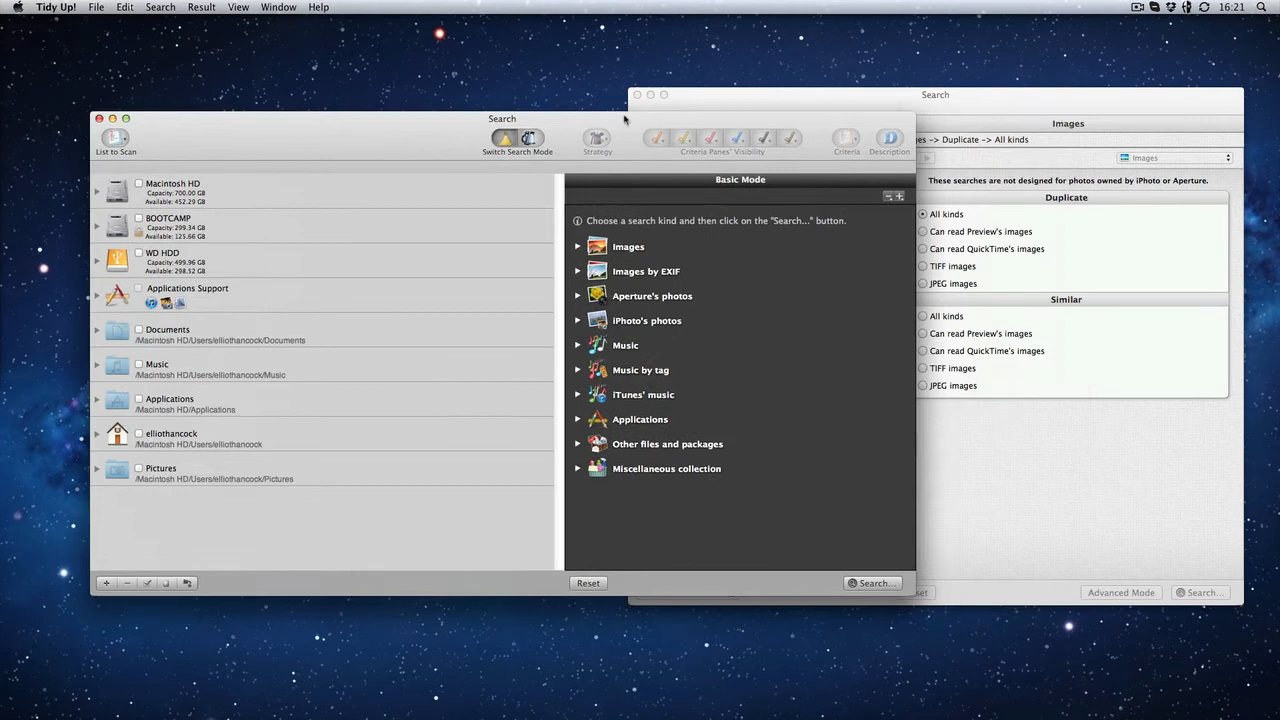 Tidy Up! File Edit Search Result View Window Help 16:21
Search
List to Scan
Switch Search Mode
Strategy
Criteria Panes' Visibility
Criteria
Description
Macintosh HD
Capacity: 700.00 GB
Available: 452.29 GB
BOOTCAMP
Capacity: 299.34 GB
Available: 125.66 GB
WD HDD
Capacity: 499.96 GB
Available: 298.52 GB
Applications Support
Documents
/Macintosh HD/Users/elliothancock/Documents
Music
/Macintosh HD/Users/elliothancock/Music
Applications
/Macintosh HD/Applications
elliothancock
/Macintosh HD/Users/elliothancock
Pictures
/Macintosh HD/Users/elliothancock/Pictures
Basic Mode
Choose a search kind and then click on the "Search..." button.
Images
Images by EXIF
Aperture's photos
iPhoto's photos
Music
Music by tag
iTunes' music
Applications
Other files and packages
Miscellaneous collection
Reset
Search...
Search
Images
-> Duplicate -> All kinds
Images
These searches are not designed for photos owned by iPhoto or Aperture.
Duplicate
All kinds
Can read Preview's images
Can read QuickTime's images
TIFF images
JPEG images
Similar
All kinds
Can read Preview's images
Can read QuickTime's images
TIFF images
JPEG images
Advanced Mode
Search...